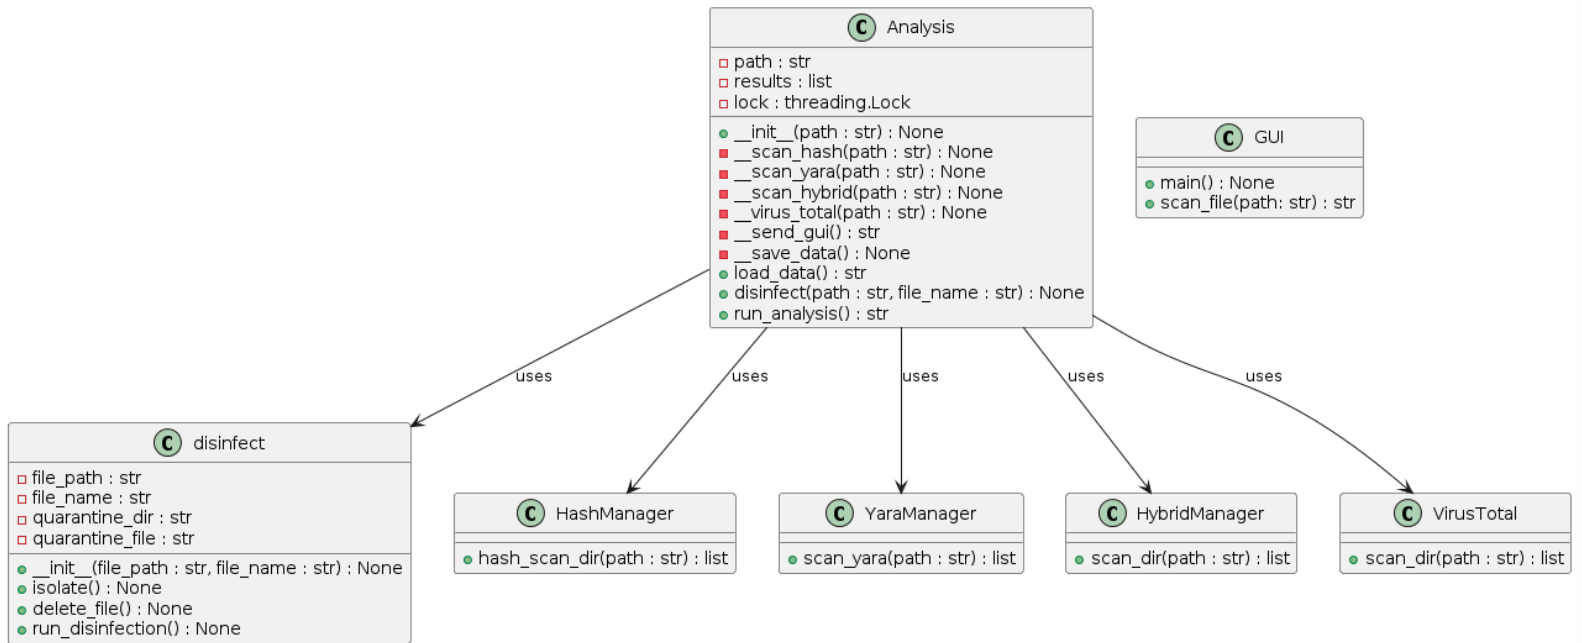 C Analysis
path : str
results : list
lock : threading.Lock
__init__(path : str) : None
__scan_hash(path : str) : None
__scan_yara(path : str) : None
__scan_hybrid(path : str) : None
__virus_total(path : str) : None
__send_gui() : str
__save_data() : None
load_data() : str
disinfect(path : str, file_name : str) : None
run_analysis() : str
C GUI
main() : None
scan_file(path: str) : str
uses
uses
uses
uses
uses
C disinfect
file_path : str
file_name : str
quarantine_dir : str
quarantine_file : str
__init__(file_path : str, file_name : str) : None
isolate() : None
delete_file() : None
run_disinfection() : None
C HashManager
hash_scan_dir(path : str) : list
C YaraManager
scan_yara(path : str) : list
C HybridManager
scan_dir(path : str) : list
C VirusTotal
scan_dir(path : str) : list